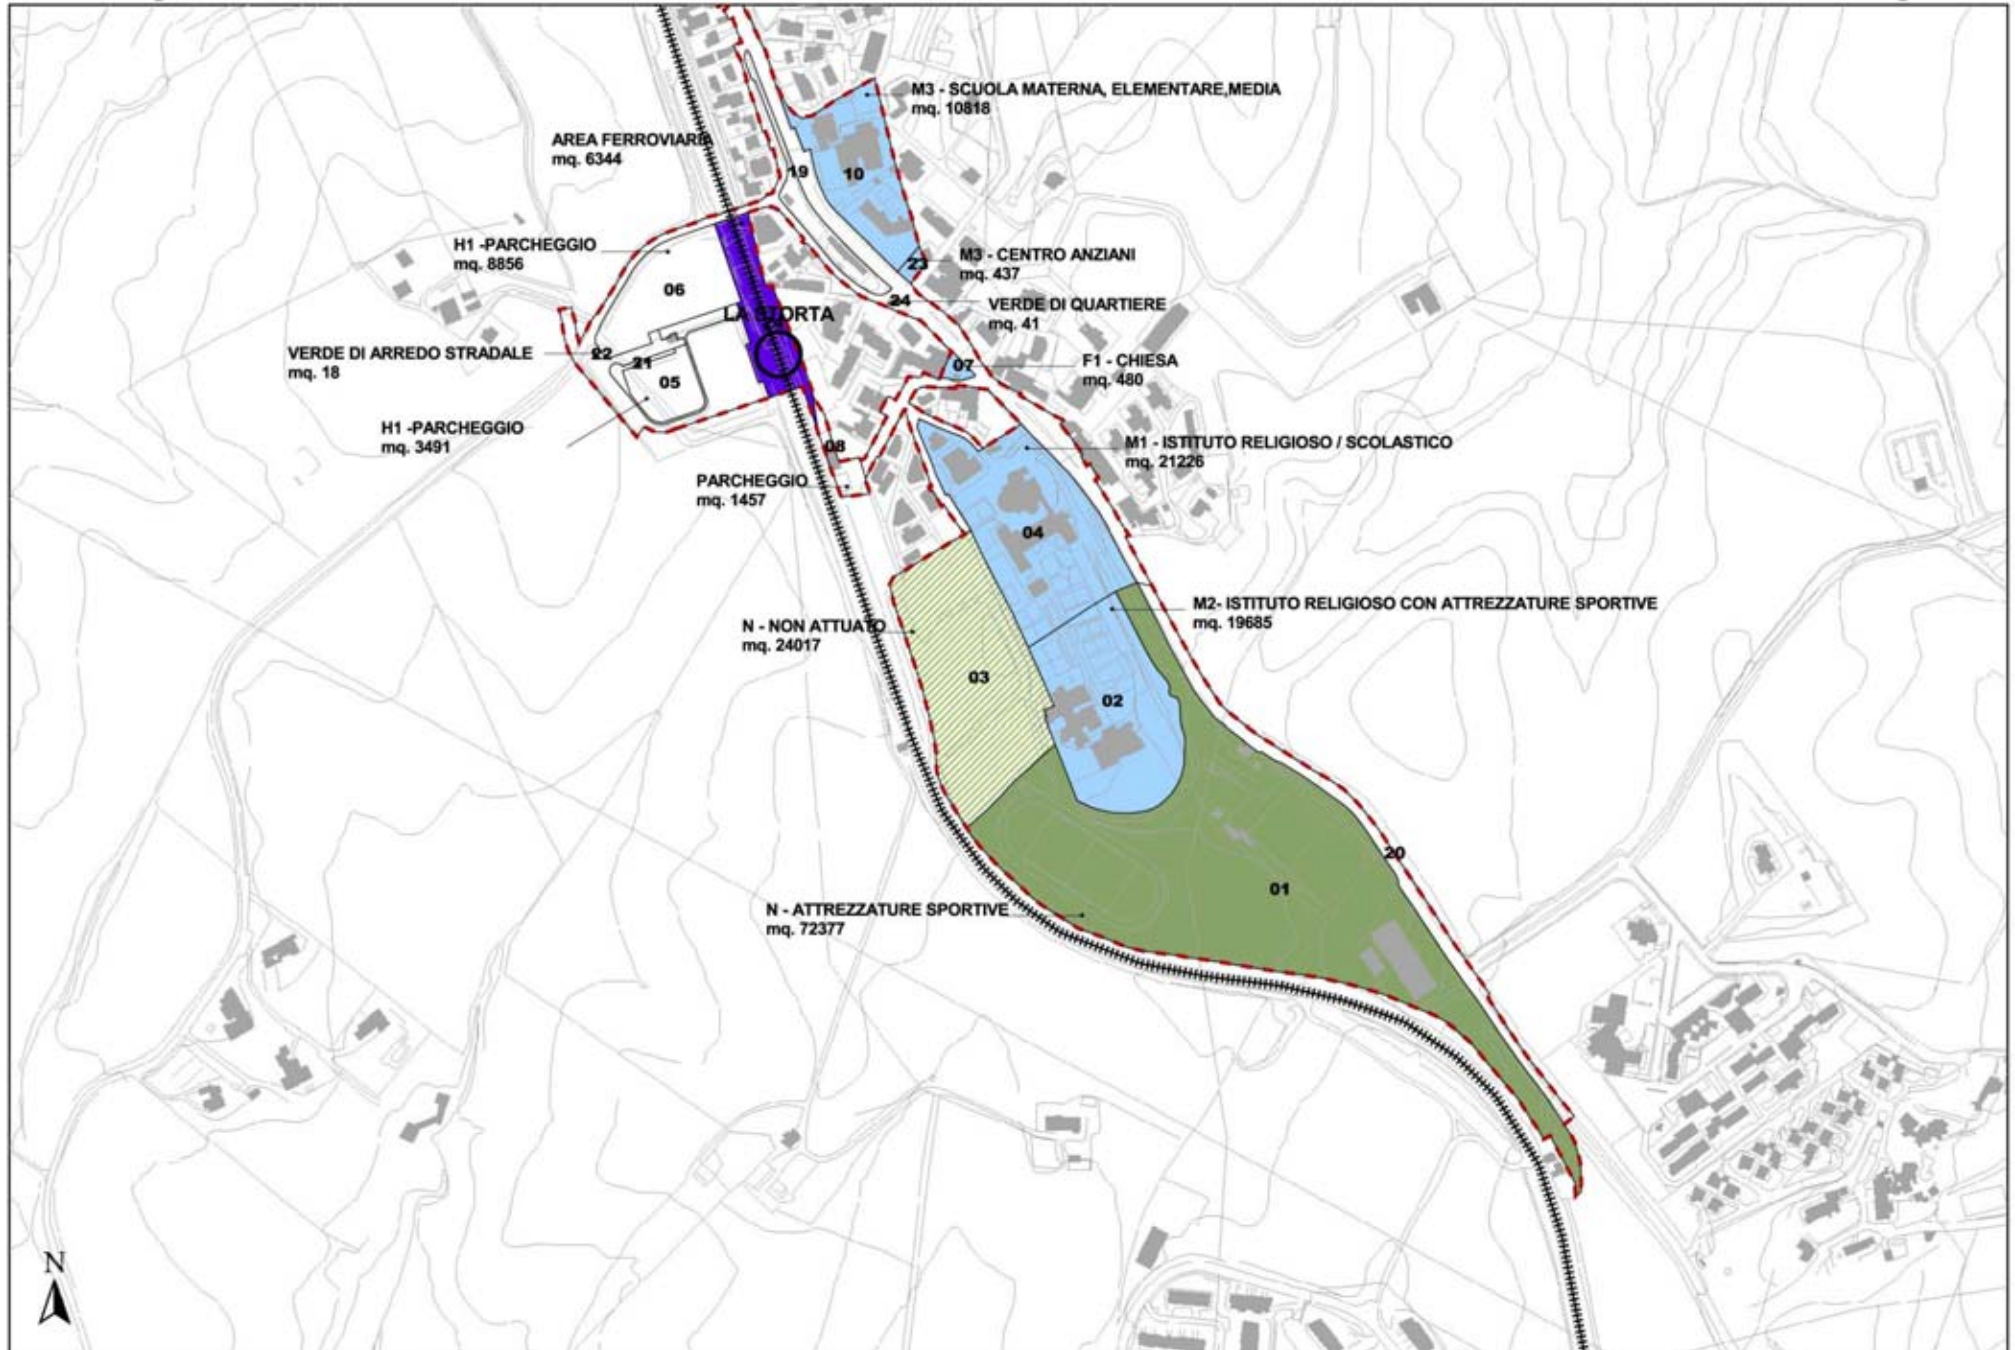 M3 - SCUOLA MATERNA, ELEMENTARE,MEDIA
mq. 10818
AREA FERROVIARIA
mq. 6344
19
10
H1 -PARCHEGGIO
mq. 8856
M3 - CENTRO ANZIANI
mq. 437
23
06
24
VERDE DI QUARTIERE
mq. 41
LA STORTA
VERDE DI ARREDO STRADALE
mq. 18
22
21
05
07
F1 - CHIESA
mq. 480
H1 -PARCHEGGIO
mq. 3491
08
M1 - ISTITUTO RELIGIOSO / SCOLASTICO
mq. 21226
PARCHEGGIO
mq. 1457
04
M2- ISTITUTO RELIGIOSO CON ATTREZZATURE SPORTIVE
mq. 19685
N - NON ATTUATO
mq. 24017
03
02
20
01
N - ATTREZZATURE SPORTIVE
mq. 72377
N